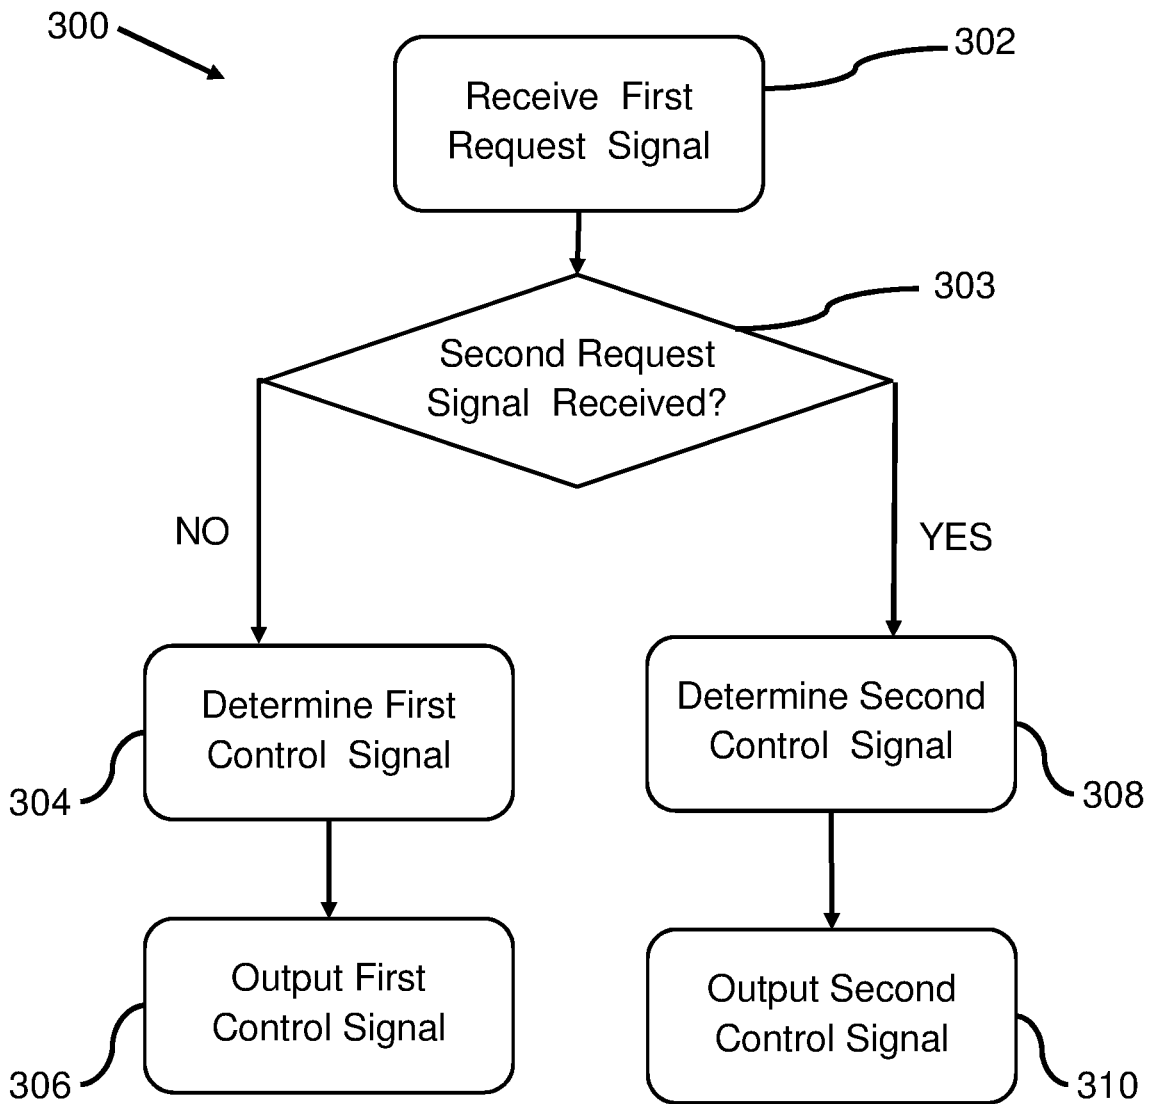 300
302
Receive First
Request Signal
303
Second Request
Signal Received?
NO
YES
Determine First
Control Signal
304
Determine Second
Control Signal
308
Output First
Control Signal
306
Output Second
Control Signal
310